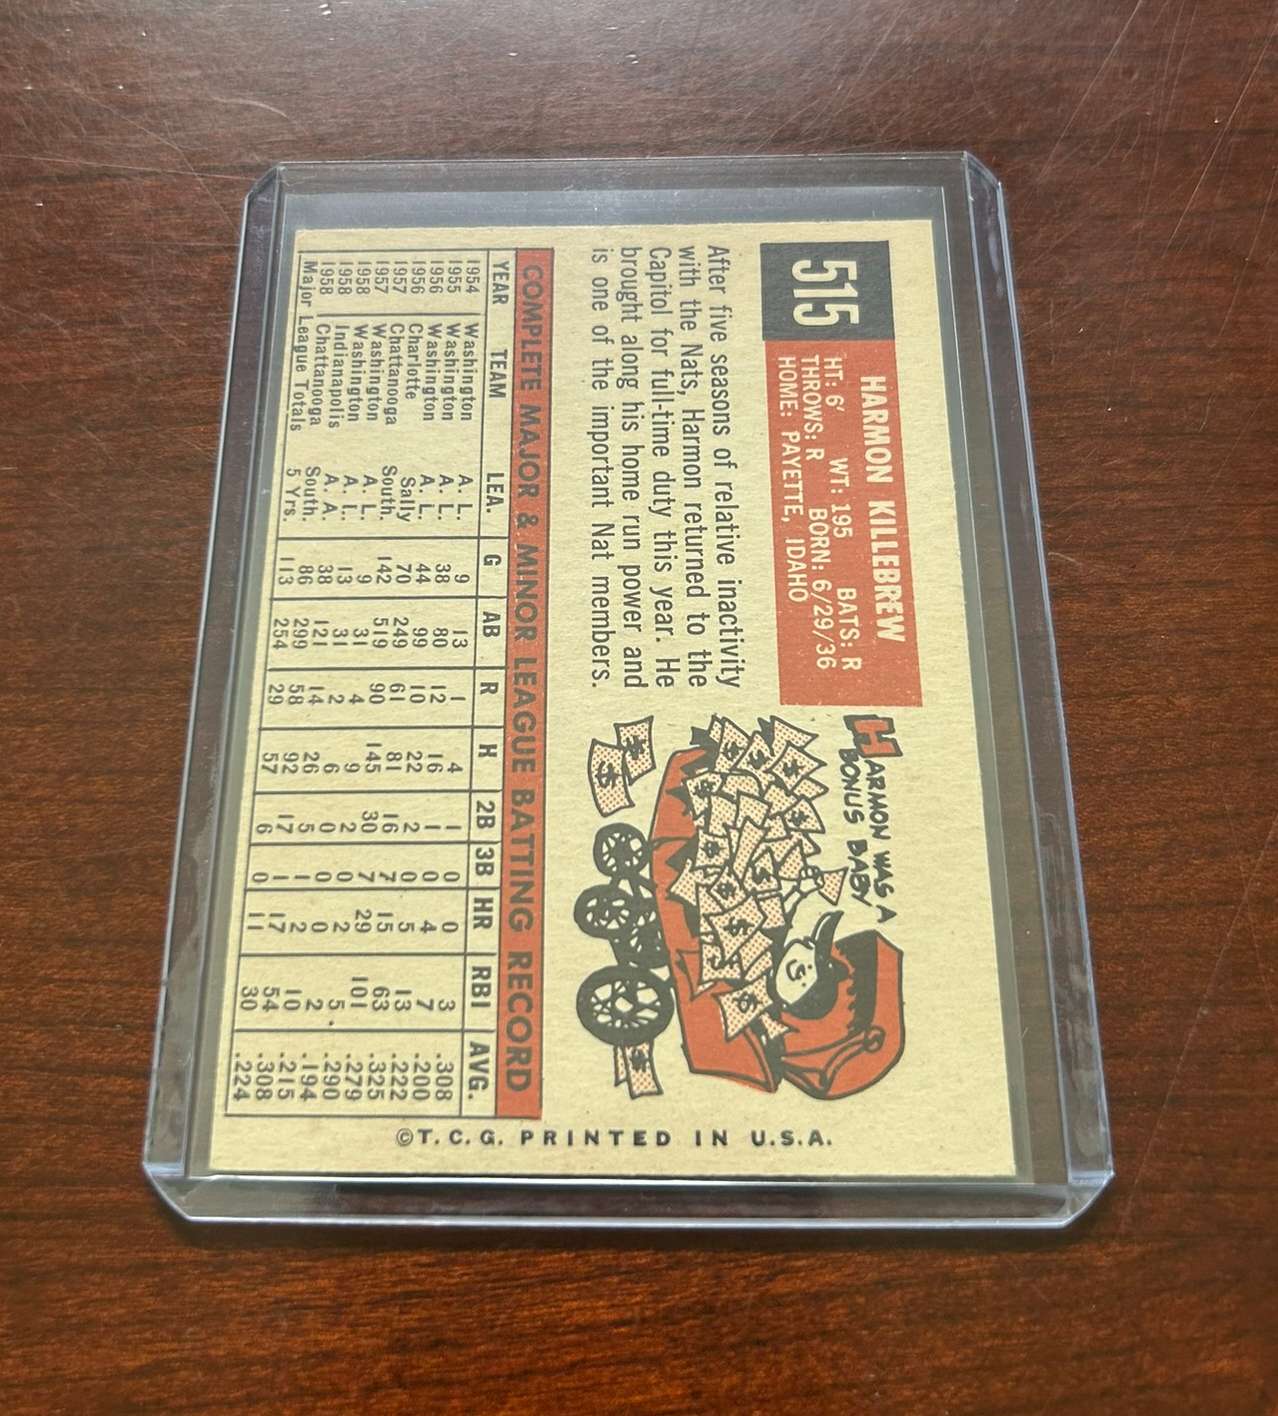 515
HARMON KILLEBREW
HT: 6' WT: 195 BATS: R
THROWS: R BORN: 6/29/36
HOME: PAYETTE, IDAHO
After five seasons of relative inactivity
with the Nats, Harmon returned to the
Capitol for full-time duty this year. He
brought along his home run power and
is one of the important Nat members.
HARMON WAS A
BONUS BABY
COMPLETE MAJOR & MINOR LEAGUE BATTING RECORD
YEAR TEAM LEA. G AB R H 2B 3B HR RBI AVG.
1954 Washington A. L. 9 13 1 4 1 0 0 3 .308
1955 Washington A. L. 38 80 12 16 1 0 4 7 .200
1956 Washington A. L. 44 99 10 22 2 0 5 13 .222
1956 Charlotte Sally 70 249 61 81 16 7 15 63 .325
1957 Chattanooga South. 142 519 90 145 30 7 29 101 .279
1957 Washington A. L. 9 31 4 9 2 0 2 5 .290
1958 Washington A. L. 13 31 2 6 0 0 0 2 .194
1958 Indianapolis A. A. 38 121 14 26 5 1 2 10 .215
1958 Chattanooga South. 86 299 58 92 17 1 17 54 .308
Major League Totals 5 Yrs. 113 254 29 57 6 0 11 30 .224
©T. C. G. PRINTED IN U.S.A.